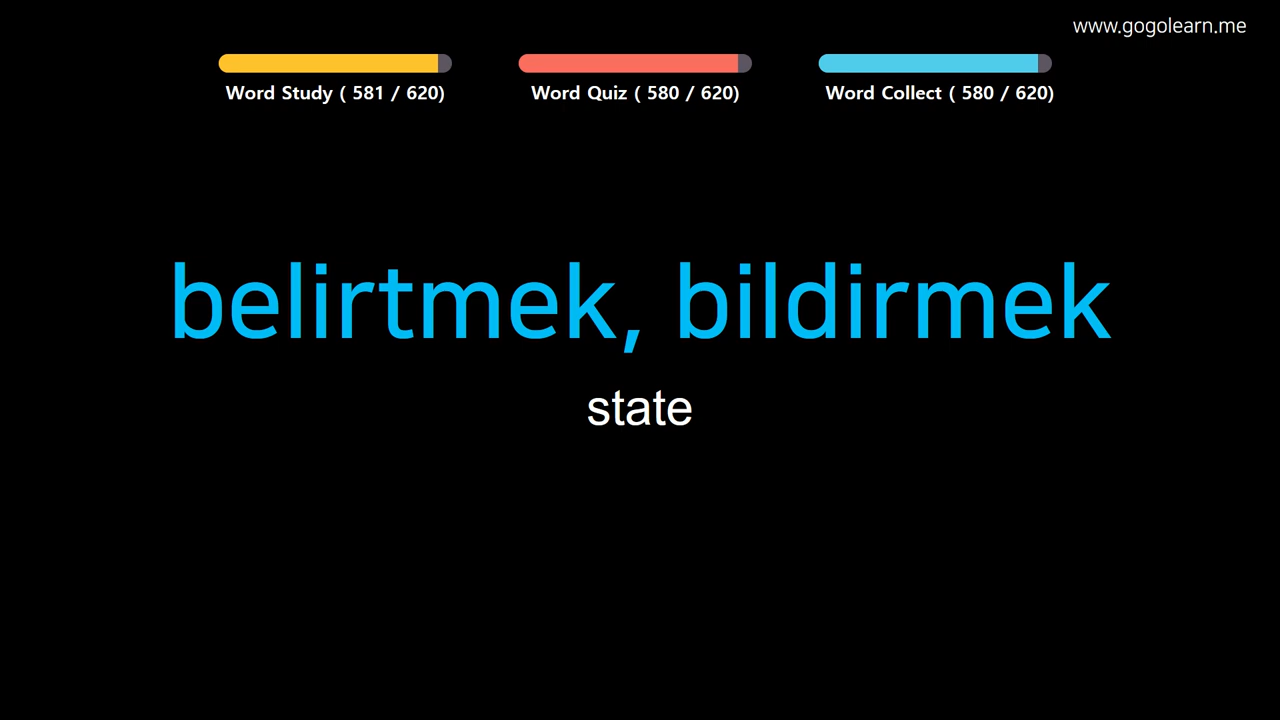 www.gogolearn.me
Word Study ( 581 / 620)
Word Quiz ( 580 / 620)
Word Collect ( 580 / 620)
belirtmek, bildirmek
state